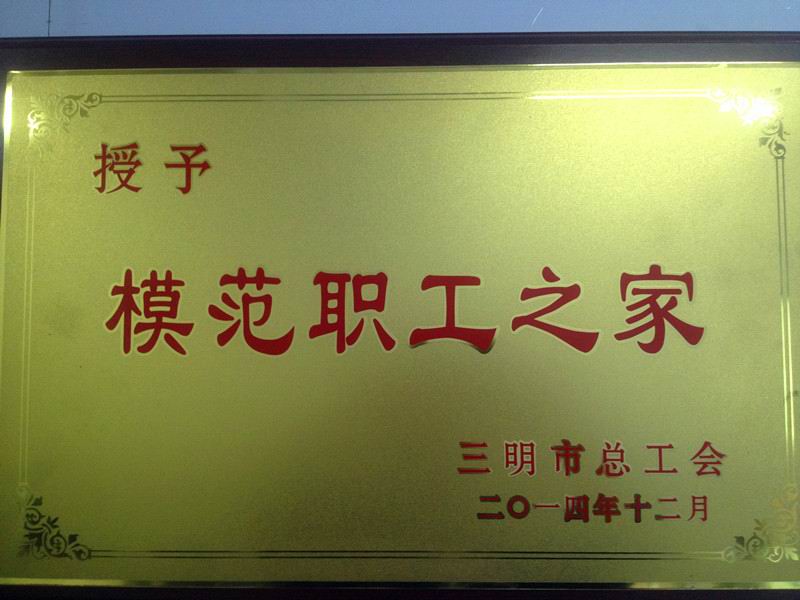 授予
模范职工之家
三明市总工会
二〇一四年十二月